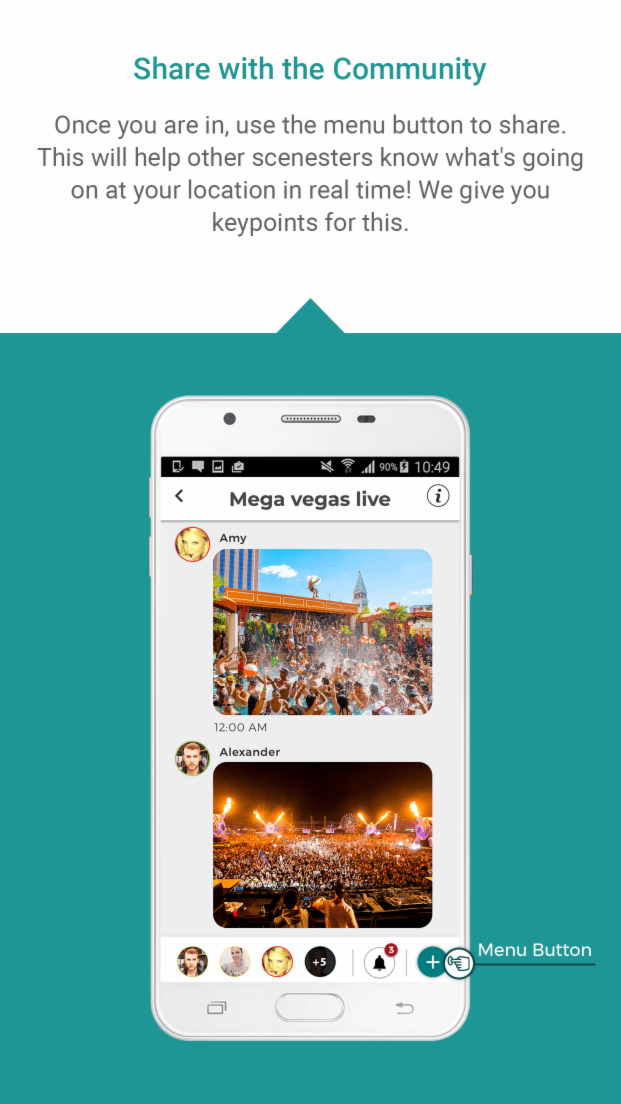 Share with the Community
Once you are in, use the menu button to share.
This will help other scenesters know what's going
on at your location in real time! We give you
keypoints for this.
90% 10:49
Mega vegas live
i
Amy
12:00 AM
Alexander
+5
3
+
Menu Button